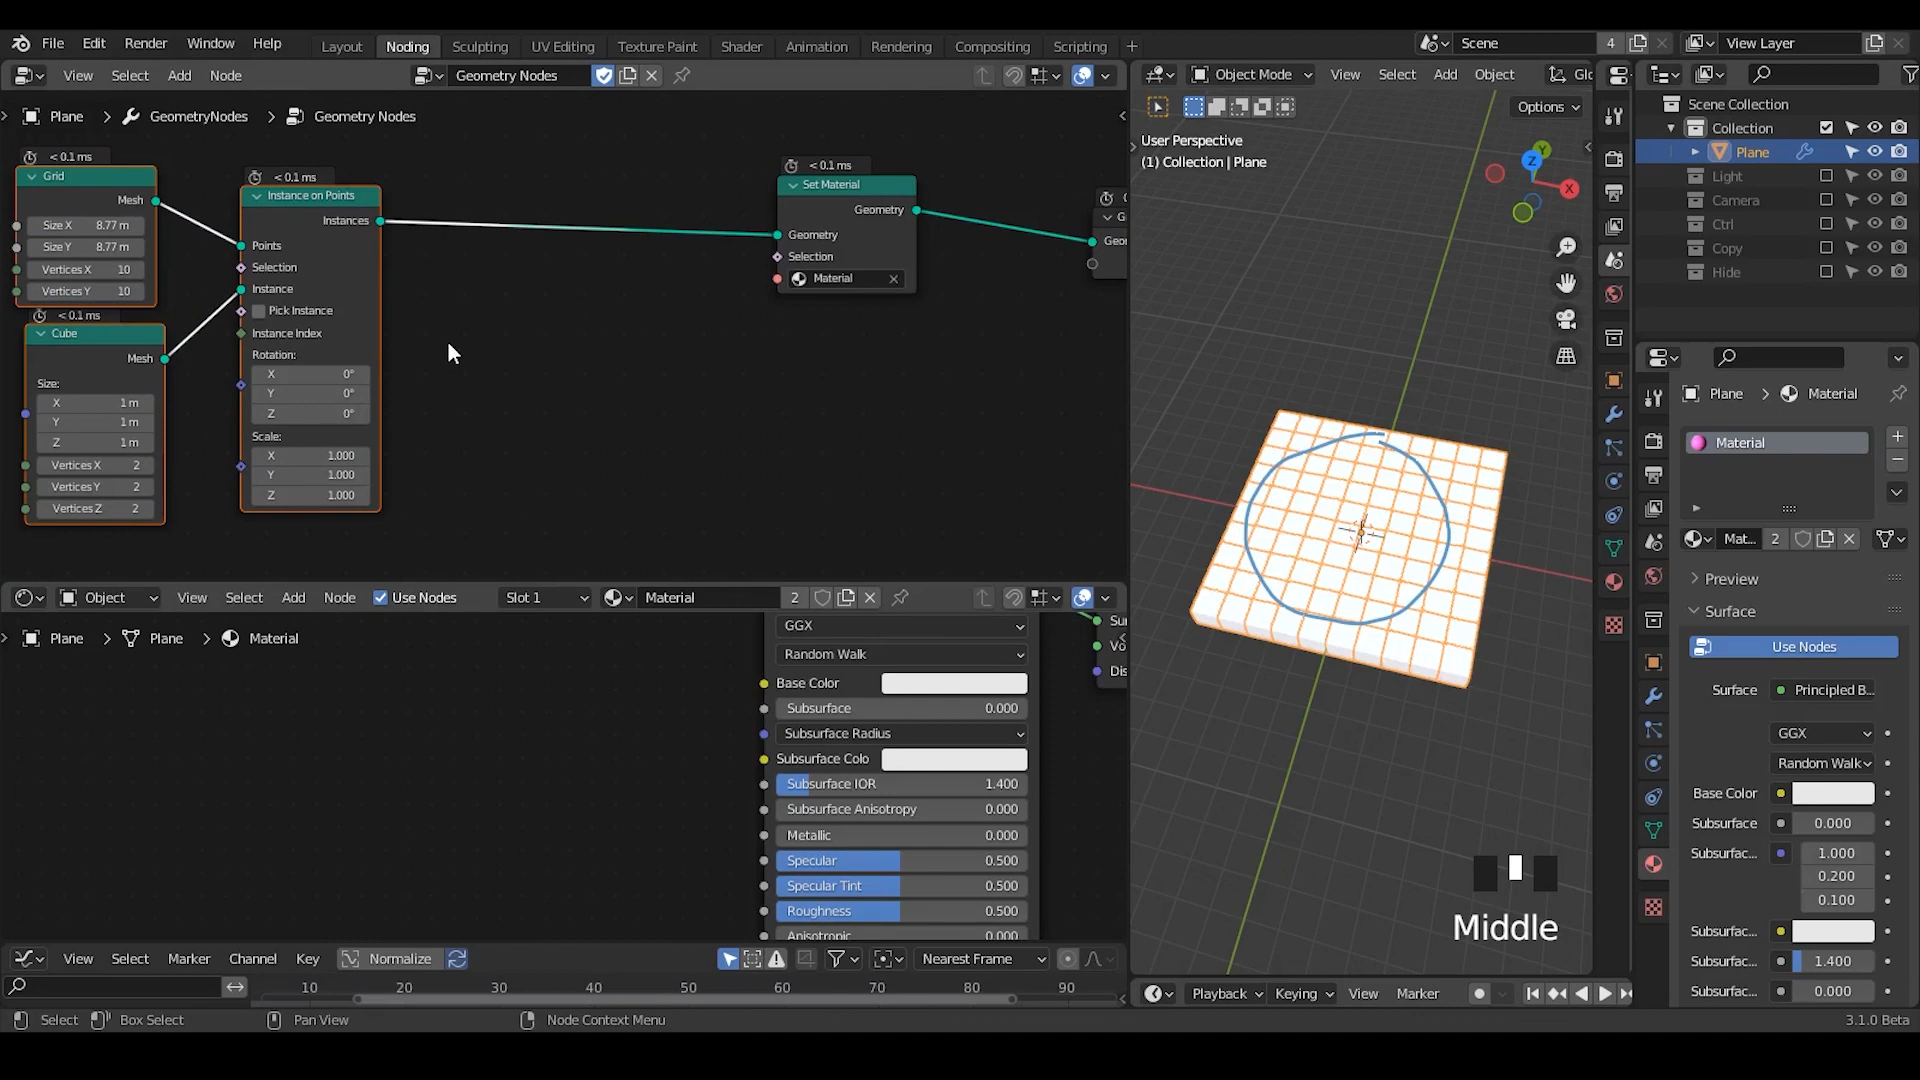 File Edit Render Window Help Layout Noding Sculpting UV Editing Texture Paint Shader Animation Rendering Compositing Scripting + Scene 4 View Layer
View Select Add Node Geometry Nodes Object Mode View Select Add Object
Plane > GeometryNodes > Geometry Nodes
Options
User Perspective
(1) Collection | Plane
Scene Collection
Collection
Plane
Light
Camera
Ctrl
Copy
Hide
< 0.1 ms
Grid
Mesh
Size X 8.77 m
Size Y 8.77 m
Vertices X 10
Vertices Y 10
< 0.1 ms
Cube
Mesh
Size:
X 1 m
Y 1 m
Z 1 m
Vertices X 2
Vertices Y 2
Vertices Z 2
< 0.1 ms
Instance on Points
Instances
Points
Selection
Instance
Pick Instance
Instance Index
Rotation:
X 0°
Y 0°
Z 0°
Scale:
X 1.000
Y 1.000
Z 1.000
< 0.1 ms
Set Material
Geometry
Geometry
Selection
Material
Z
Y
X
Object View Select Add Node Use Nodes Slot 1 Material 2
Plane > Plane > Material
GGX
Random Walk
Base Color
Subsurface 0.000
Subsurface Radius
Subsurface Colo
Subsurface IOR 1.400
Subsurface Anisotropy 0.000
Metallic 0.000
Specular 0.500
Specular Tint 0.500
Roughness 0.500
Anisotropic 0.000
Middle
Plane > Material
Material
Mat... 2
Preview
Surface
Use Nodes
Surface Principled B...
GGX
Random Walk
Base Color
Subsurface 0.000
Subsurfac... 1.000
0.200
0.100
Subsurfac...
Subsurfac... 1.400
Subsurfac... 0.000
View Select Marker Channel Key Normalize Nearest Frame
10 20 30 40 50 60 70 80 90
Playback Keying View Marker
Select Box Select Pan View Node Context Menu 3.1.0 Beta